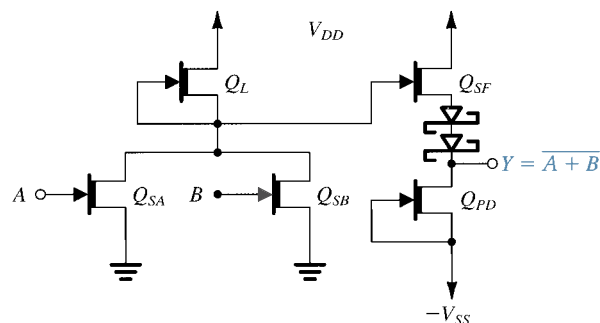 V_DD
Q_L
Q_SF
Y = \overline{A + B}
A
Q_SA
B
Q_SB
Q_PD
−V_SS